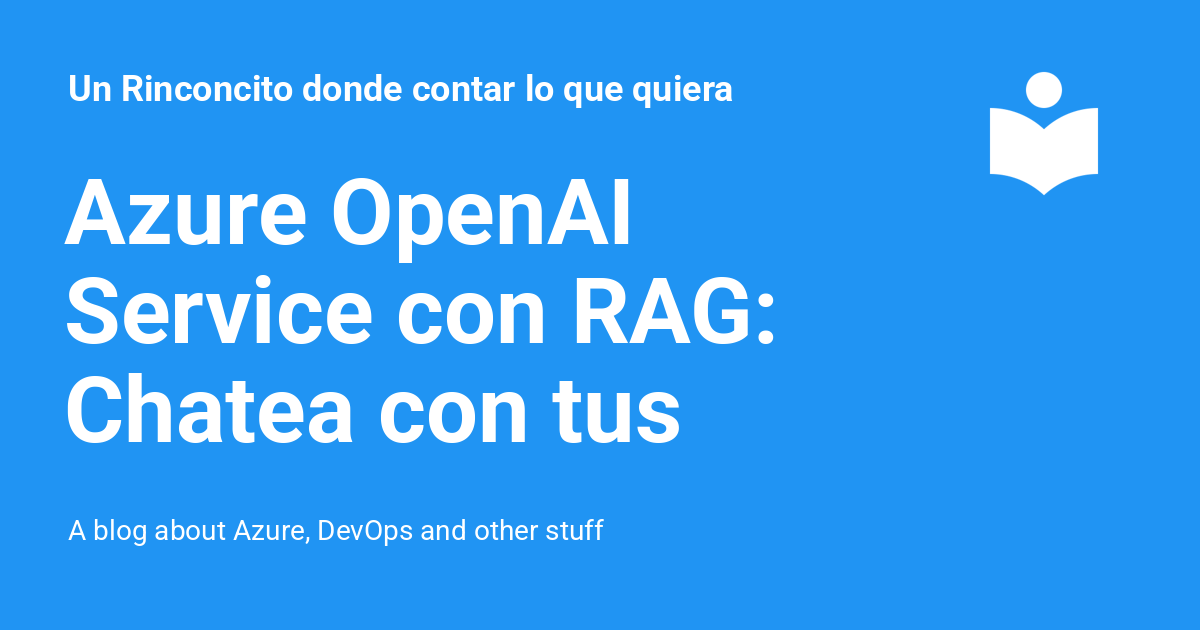 Un Rinconcito donde contar lo que quiera
Azure OpenAI
Service con RAG:
Chatea con tus
A blog about Azure, DevOps and other stuff